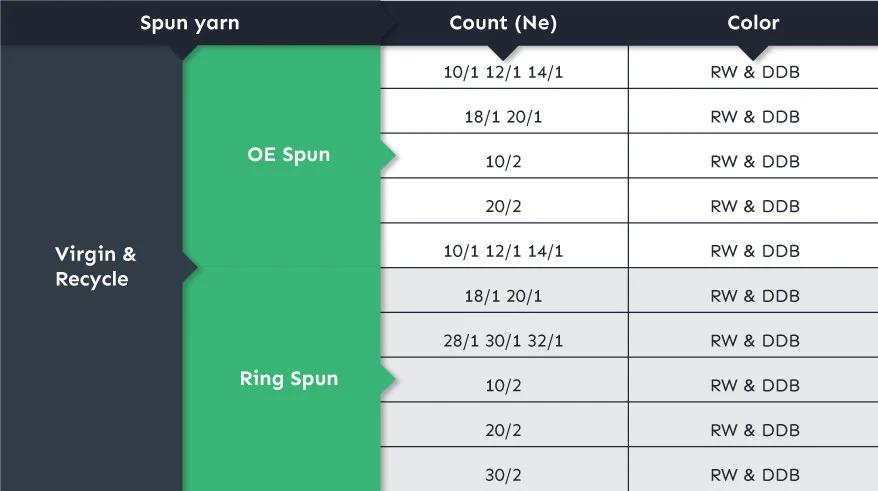 Spun yarn Count (Ne) Color
10/1 12/1 14/1 RW & DDB
18/1 20/1 RW & DDB
OE Spun
10/2 RW & DDB
20/2 RW & DDB
10/1 12/1 14/1 RW & DDB
Virgin &
Recycle
18/1 20/1 RW & DDB
28/1 30/1 32/1 RW & DDB
Ring Spun
10/2 RW & DDB
20/2 RW & DDB
30/2 RW & DDB